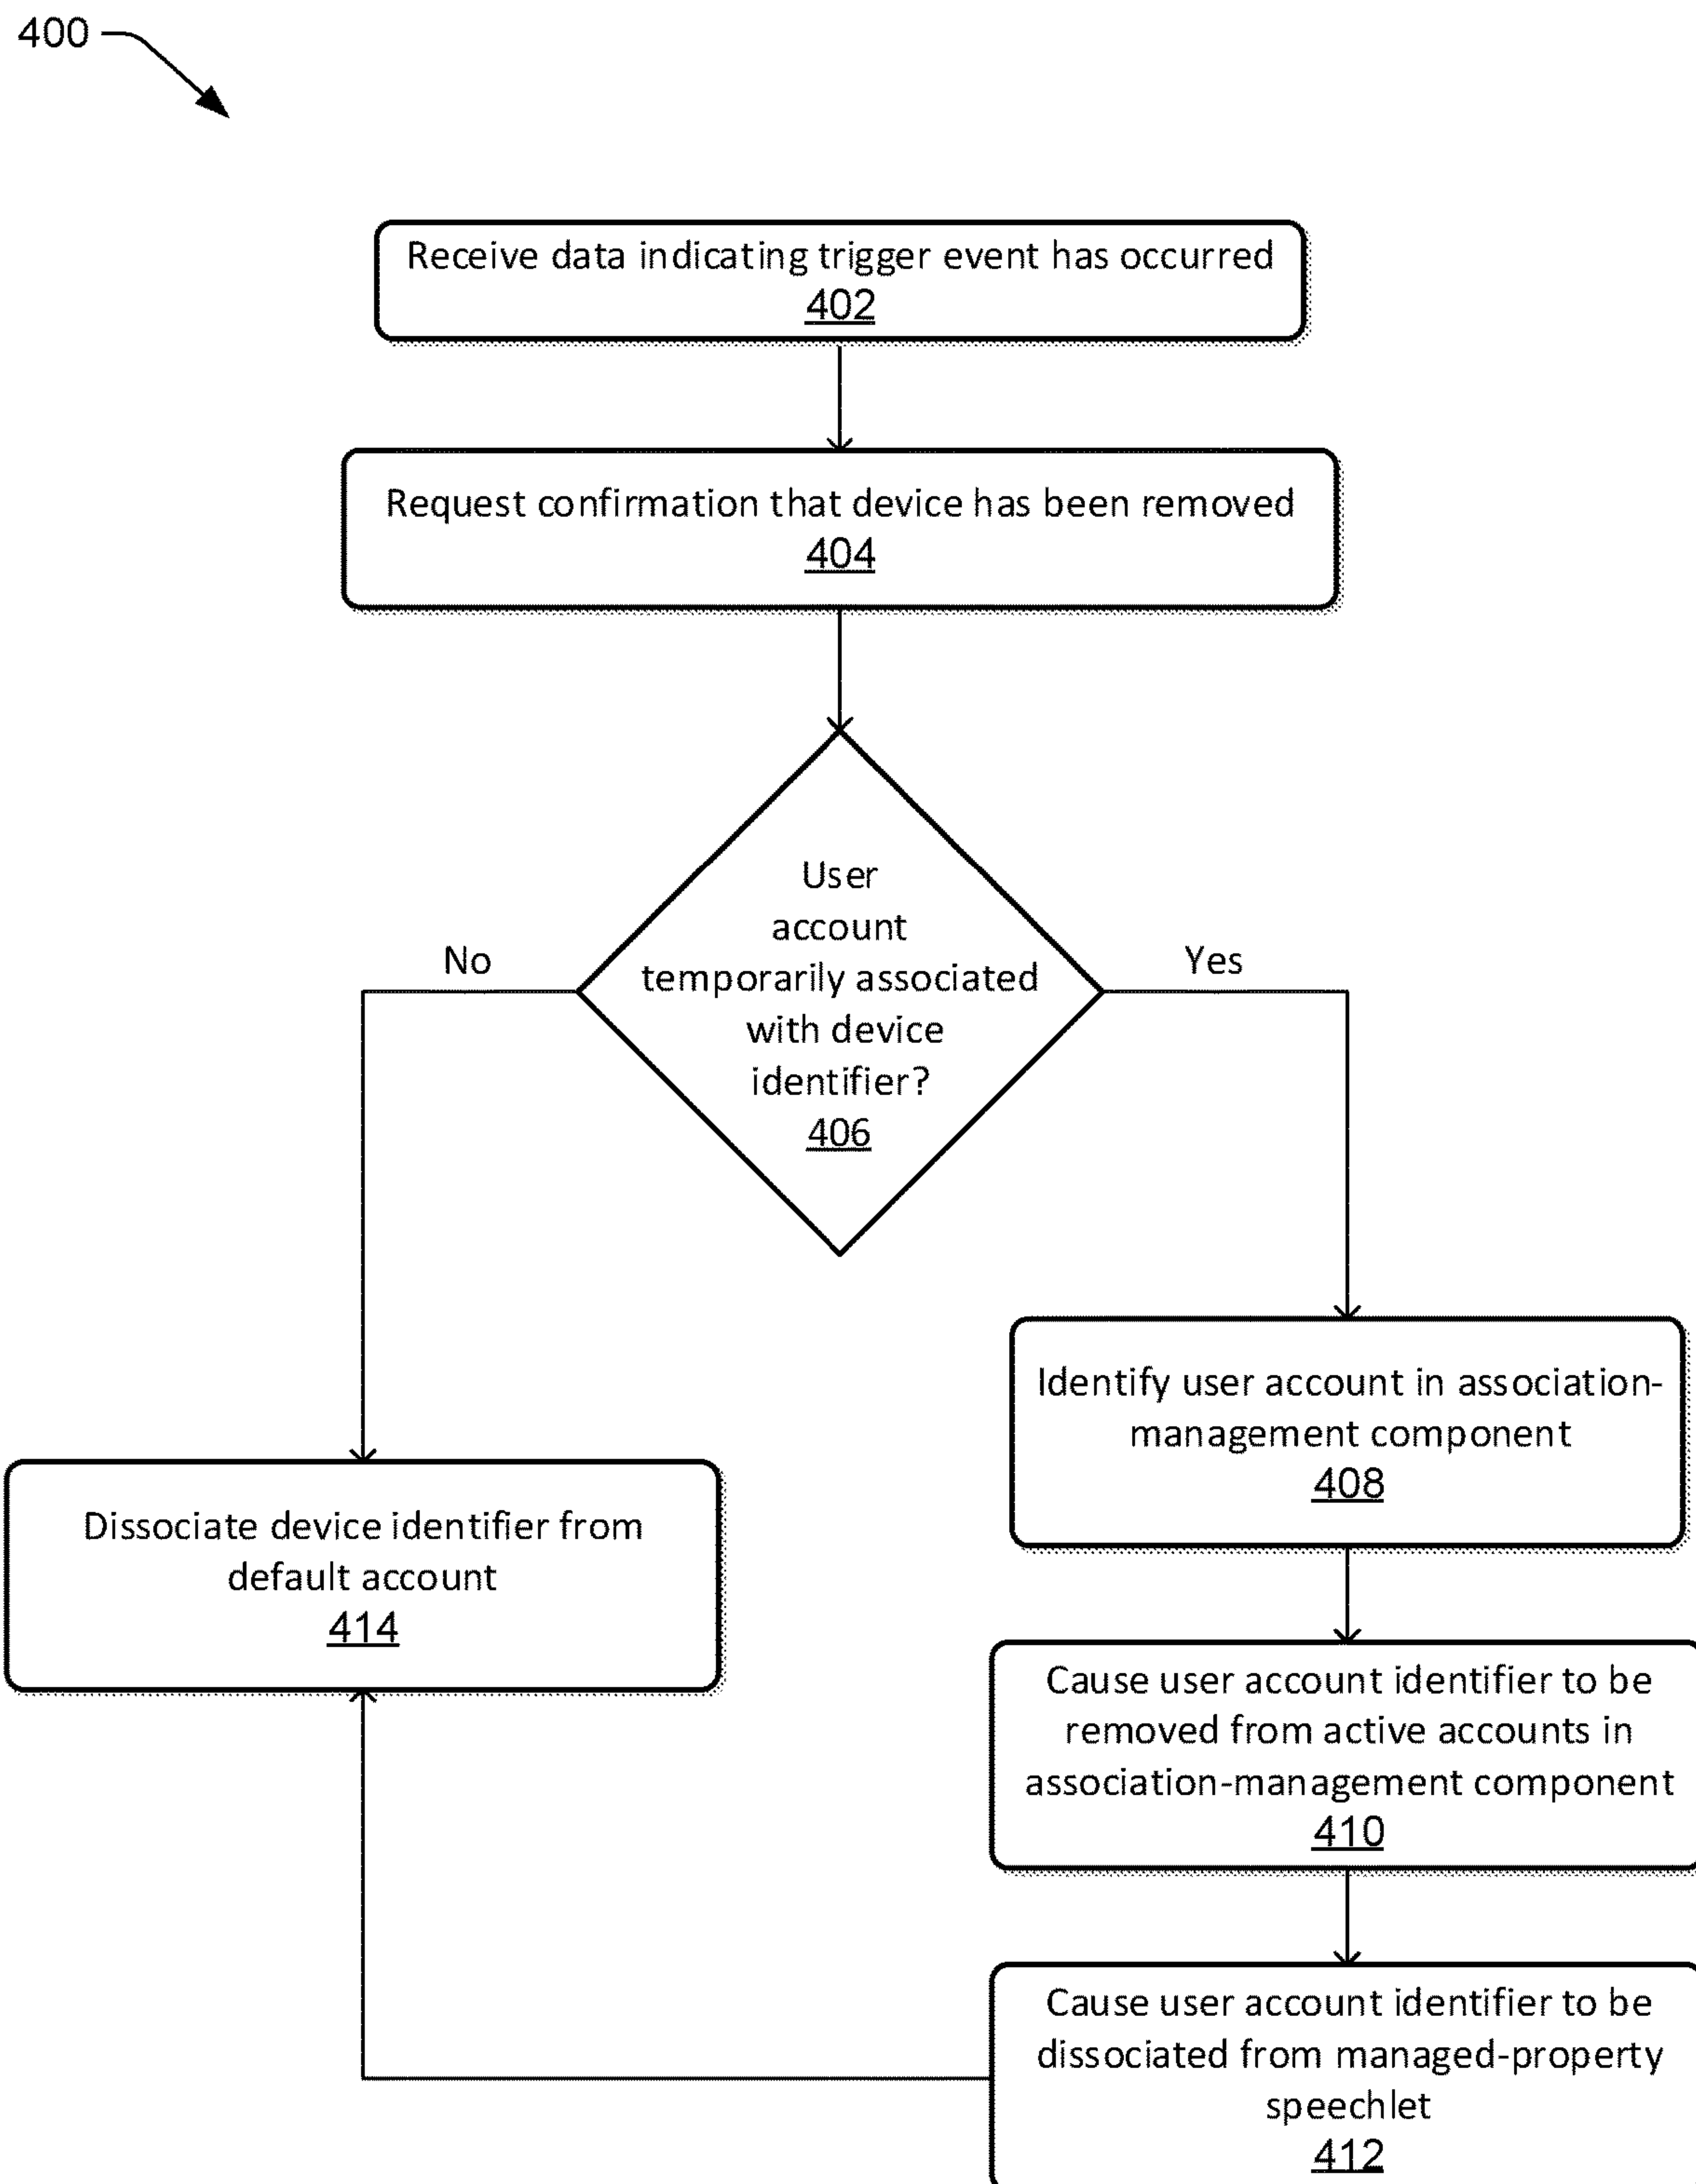 400
Receive data indicating trigger event has occurred
402
Request confirmation that device has been removed
404
User
account
temporarily associated
with device
identifier?
406
No
Yes
Identify user account in association-
management component
408
Dissociate device identifier from
default account
414
Cause user account identifier to be
removed from active accounts in
association-management component
410
Cause user account identifier to be
dissociated from managed-property
speechlet
412